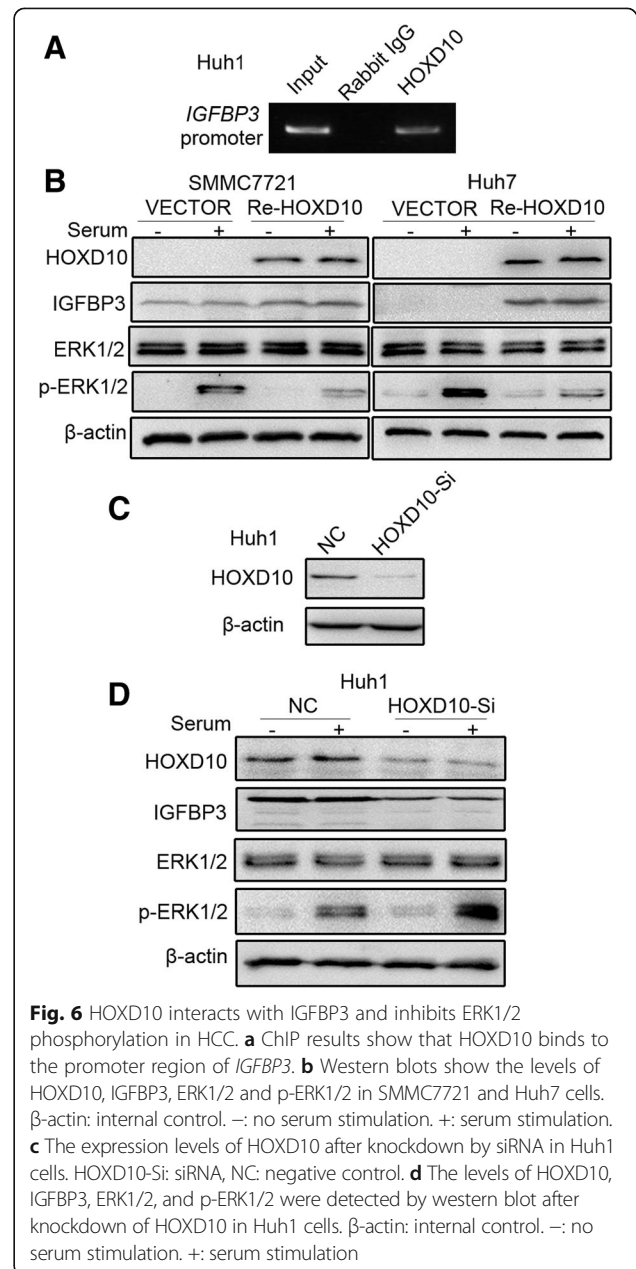 A
Huh1
Input
Rabbit IgG
HOXD10
IGFBP3
promoter
B
SMMC7721 Huh7
VECTOR Re-HOXD10 VECTOR Re-HOXD10
Serum - + - + - + - +
HOXD10
IGFBP3
ERK1/2
p-ERK1/2
β-actin
C
Huh1
NC
HOXD10-Si
HOXD10
β-actin
D
Huh1
NC HOXD10-Si
Serum - + - +
HOXD10
IGFBP3
ERK1/2
p-ERK1/2
β-actin
Fig. 6 HOXD10 interacts with IGFBP3 and inhibits ERK1/2
phosphorylation in HCC. a ChIP results show that HOXD10 binds to
the promoter region of IGFBP3. b Western blots show the levels of
HOXD10, IGFBP3, ERK1/2 and p-ERK1/2 in SMMC7721 and Huh7 cells.
β-actin: internal control. −: no serum stimulation. +: serum stimulation.
c The expression levels of HOXD10 after knockdown by siRNA in Huh1
cells. HOXD10-Si: siRNA, NC: negative control. d The levels of HOXD10,
IGFBP3, ERK1/2, and p-ERK1/2 were detected by western blot after
knockdown of HOXD10 in Huh1 cells. β-actin: internal control. −: no
serum stimulation. +: serum stimulation